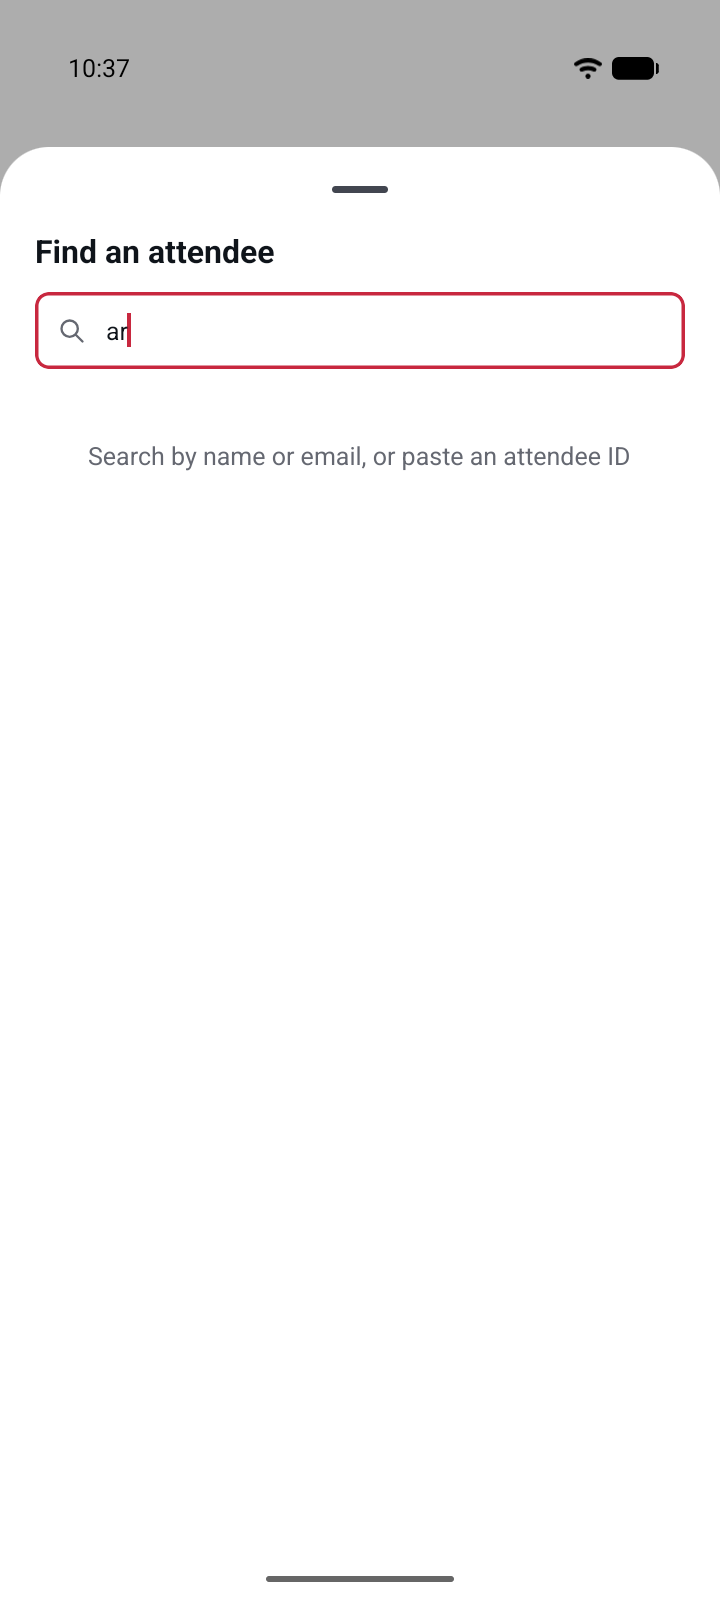 10:37
Find an attendee
ar
Search by name or email, or paste an attendee ID